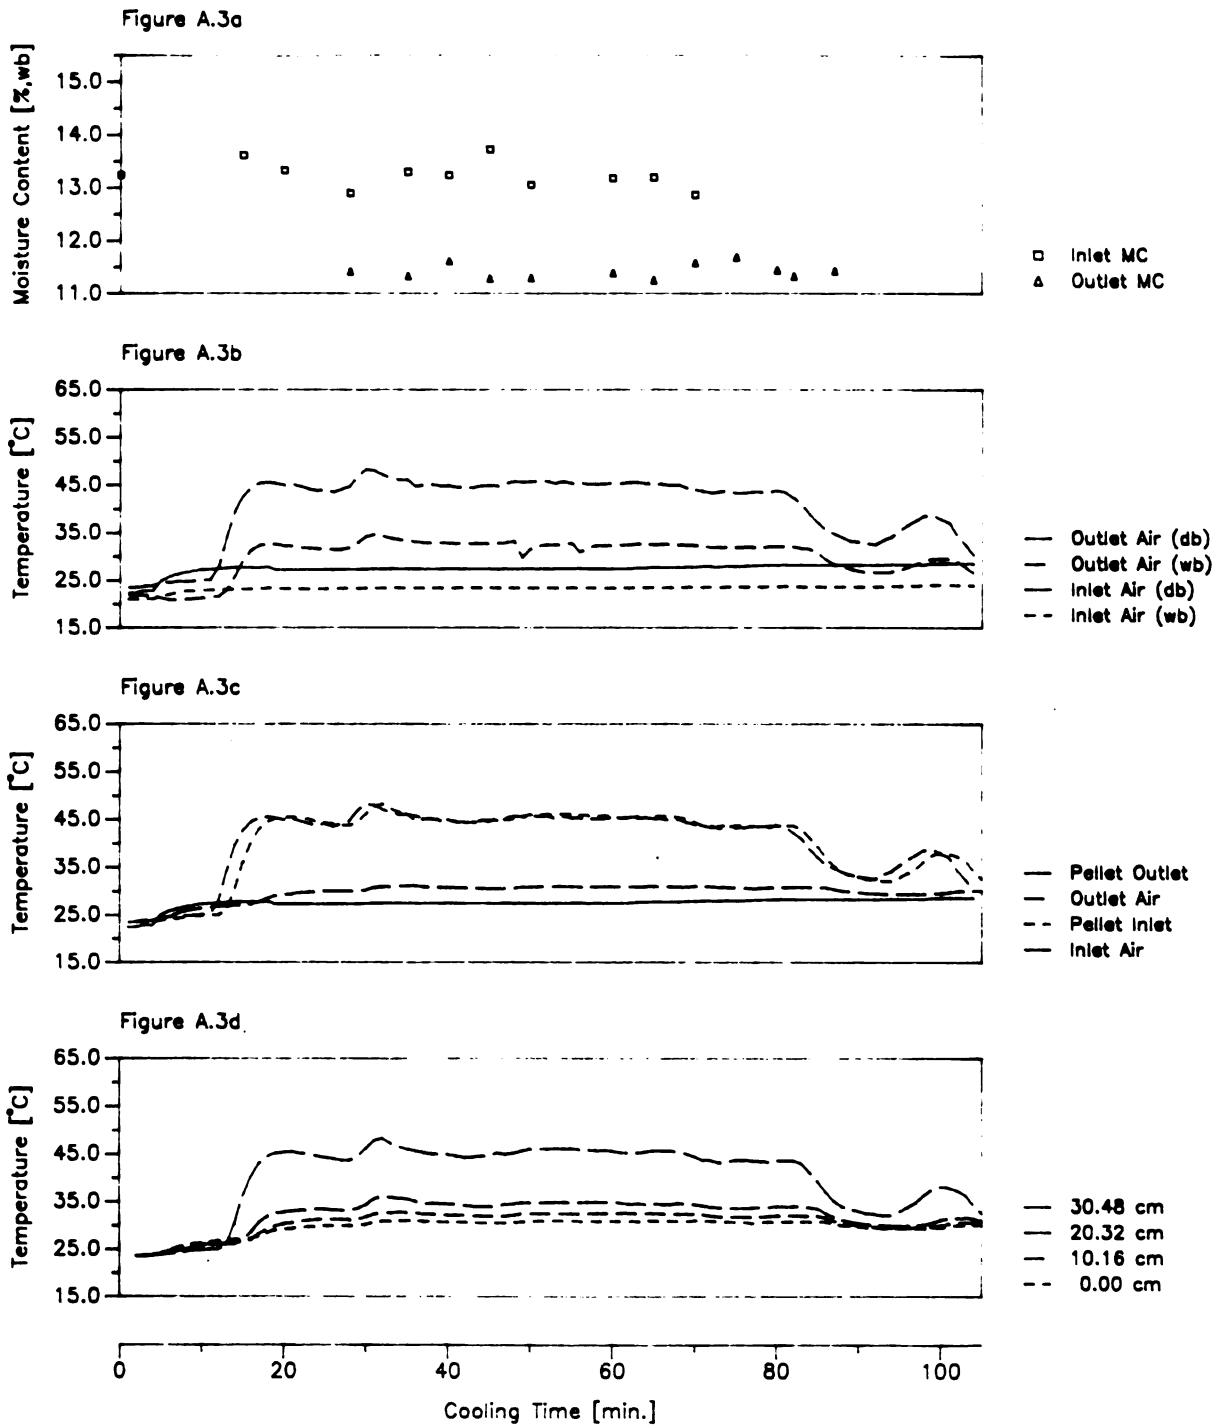 Figure A.3a
Moisture Content [%,wb]
15.0
14.0
13.0
12.0
11.0
Inlet MC
Outlet MC
Figure A.3b
Temperature [°C]
65.0
55.0
45.0
35.0
25.0
15.0
Outlet Air (db)
Outlet Air (wb)
Inlet Air (db)
Inlet Air (wb)
Figure A.3c
Temperature [°C]
65.0
55.0
45.0
35.0
25.0
15.0
Pellet Outlet
Outlet Air
Pellet Inlet
Inlet Air
Figure A.3d
Temperature [°C]
65.0
55.0
45.0
35.0
25.0
15.0
30.48 cm
20.32 cm
10.16 cm
0.00 cm
0 20 40 60 80 100
Cooling Time [min.]